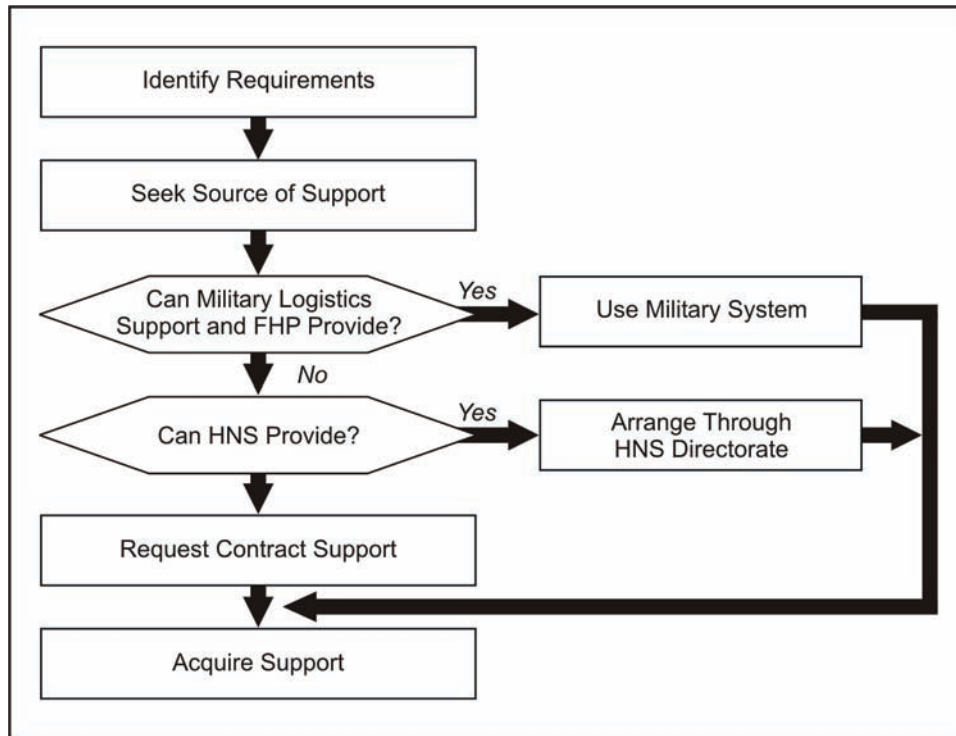 Identify Requirements
Seek Source of Support
Can Military Logistics
Support and FHP Provide?
Yes
Use Military System
No
Can HNS Provide?
Yes
Arrange Through
HNS Directorate
Request Contract Support
Acquire Support